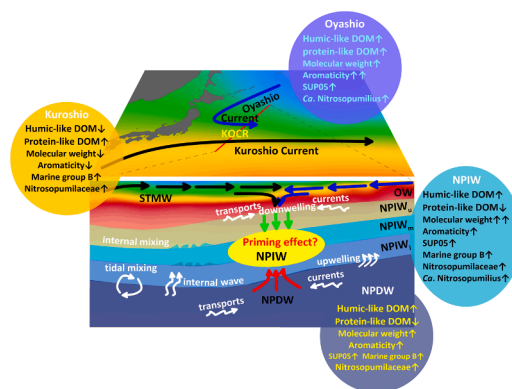 Oyashio
Humic-like DOM↑
protein-like DOM↑
Molecular weight↑
Aromaticity↑↑
SUP05↑
Ca. Nitrosopumilius↑
Oyashio
Current
KOCR
Kuroshio Current
Kuroshio
Humic-like DOM↓
Protein-like DOM↑
Molecular weight↓
Aromaticity↓
Marine group B↑
Nitrosopumilaceae↑
STMW
OW
transports
downwelling
currents
NPIWu
internal mixing
NPIWm
Priming effect?
NPIW
NPIWl
upwelling
tidal mixing
internal wave
currents
transports
NPDW
NPIW
Humic-like DOM↑
Protein-like DOM↓
Molecular weight↑↑
Aromaticity↑
SUP05↑
Marine group B↑
Nitrosopumilaceae↑
Ca. Nitrosopumilius↑
NPDW
Humic-like DOM↑
Protein-like DOM↓
Molecular weight↑
Aromaticity↑
SUP05↑ Marine group B↑
Nitrosopumilaceae↑